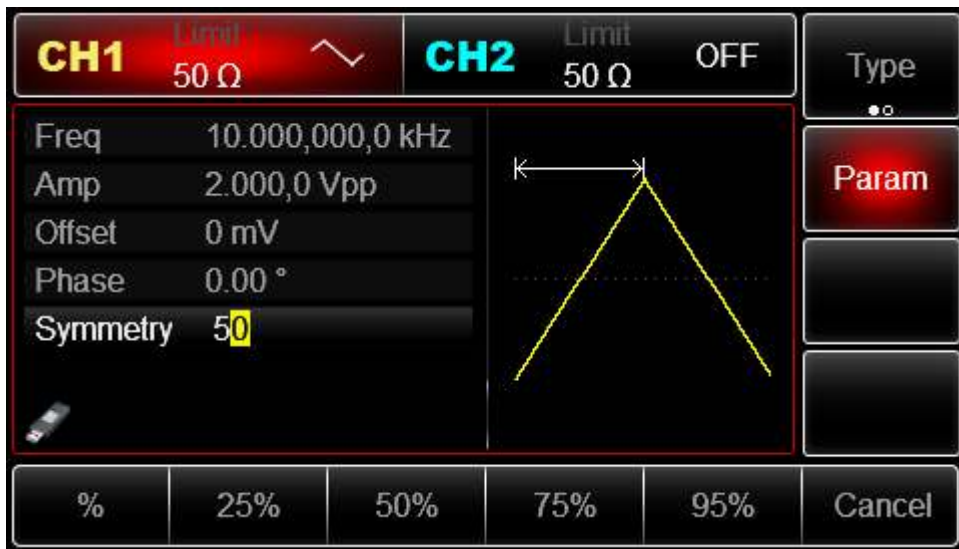 CH1 Limit 50 Ω
CH2 Limit 50 Ω OFF
Type
Freq 10.000,000,0 kHz
Amp 2.000,0 Vpp
Offset 0 mV
Phase 0.00 °
Symmetry 50
Param
% 25% 50% 75% 95% Cancel